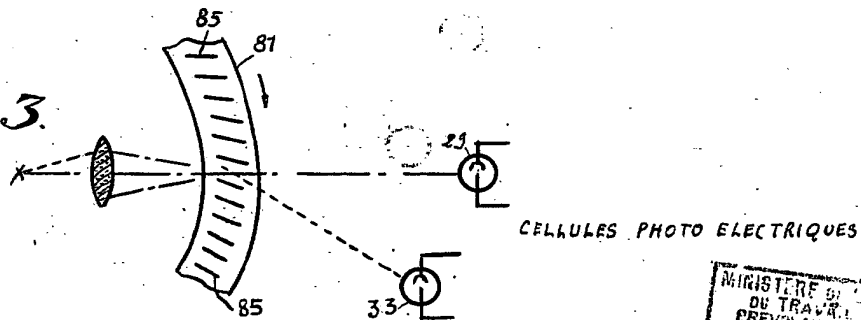 85
81
3.
29
CELLULES PHOTO ELECTRIQUES
MINISTERE
DU TRAVAIL
85
33